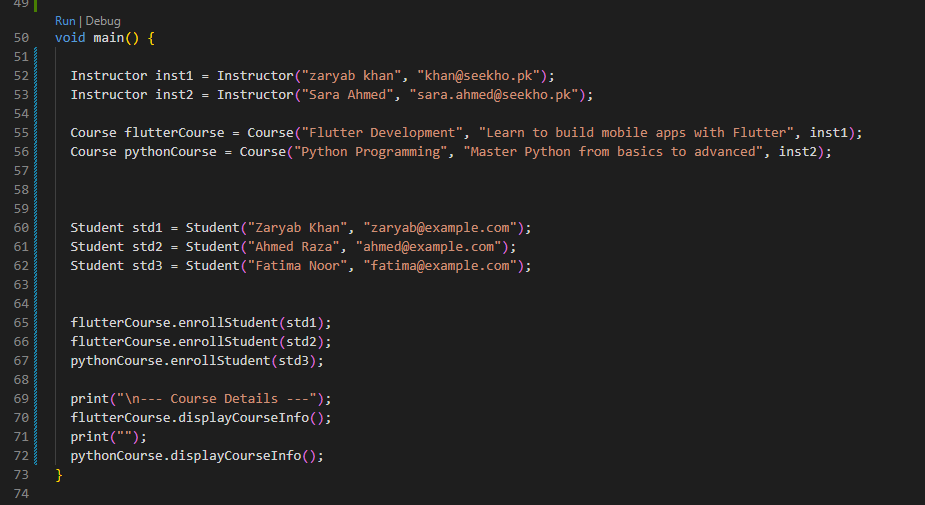 49
Run | Debug
50 void main() {
51
52 Instructor inst1 = Instructor("zaryab khan", "khan@seekho.pk");
53 Instructor inst2 = Instructor("Sara Ahmed", "sara.ahmed@seekho.pk");
54
55 Course flutterCourse = Course("Flutter Development", "Learn to build mobile apps with Flutter", inst1);
56 Course pythonCourse = Course("Python Programming", "Master Python from basics to advanced", inst2);
57
58
59
60 Student std1 = Student("Zaryab Khan", "zaryab@example.com");
61 Student std2 = Student("Ahmed Raza", "ahmed@example.com");
62 Student std3 = Student("Fatima Noor", "fatima@example.com");
63
64
65 flutterCourse.enrollStudent(std1);
66 flutterCourse.enrollStudent(std2);
67 pythonCourse.enrollStudent(std3);
68
69 print("\n--- Course Details ---");
70 flutterCourse.displayCourseInfo();
71 print("");
72 pythonCourse.displayCourseInfo();
73 }
74